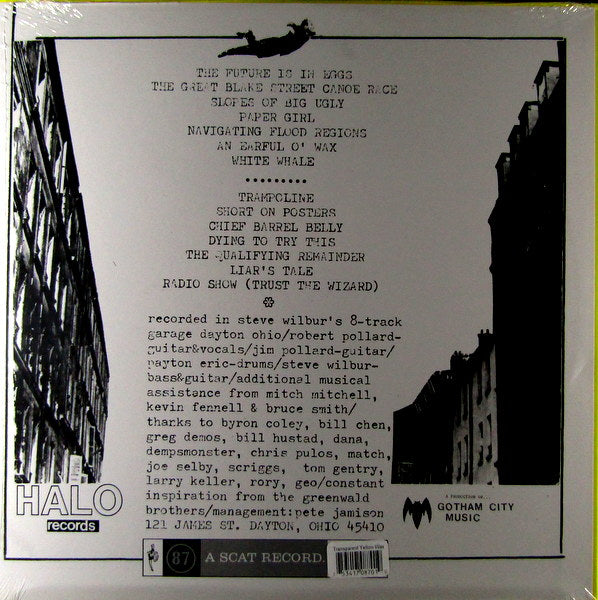 THE FUTURE IS IN EGGS
THE GREAT BLAKE STREET CANOE RACE
SLOPES OF BIG UGLY
PAPER GIRL
NAVIGATING FLOOD REGIONS
AN EARFUL O' WAX
WHITE WHALE
.........
TRAMPOLINE
SHORT ON POSTERS
CHIEF BARREL BELLY
DYING TO TRY THIS
THE QUALIFYING REMAINDER
LIAR'S TALE
RADIO SHOW (TRUST THE WIZARD)
recorded in steve wilbur's 8-track
garage dayton ohio/robert pollard-
guitar&vocals/jim pollard-guitar/
payton eric-drums/steve wilbur-
bass&guitar/additional musical
assistance from mitch mitchell,
kevin fennell & bruce smith/
thanks to byron coley, bill chen,
greg demos, bill hustad, dana,
dempsmonster, chris pulos, match,
joe selby, scriggs, tom gentry,
larry keller, rory, geo/constant
inspiration from the greenwald
brothers/management:pete jamison
121 JAMES ST. DAYTON, OHIO 45410
HALO
records
A PRODUCTION OF...
GOTHAM CITY
MUSIC
87 A SCAT RECORD.
Transparent Yellow Wax